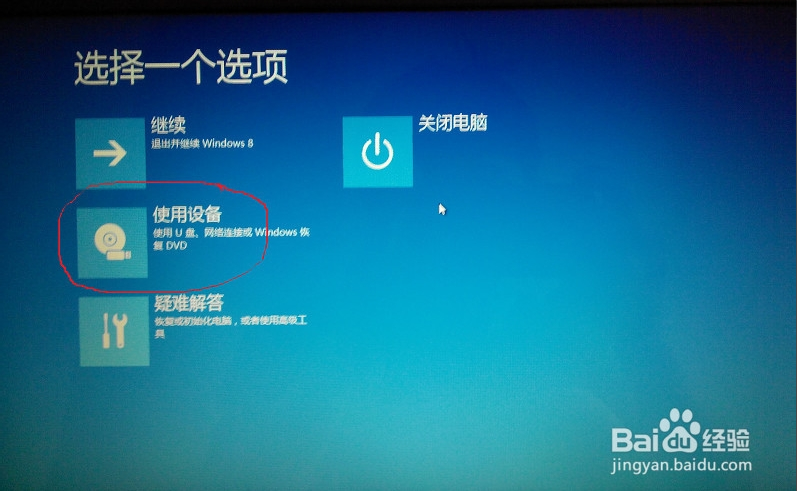 选择一个选项
继续
退出并继续 Windows 8
关闭电脑
使用设备
使用 U 盘、网络连接或 Windows 恢
复 DVD
疑难解答
恢复或初始化电脑，或者使用高级工
具
Baidu经验
jingyan.baidu.com